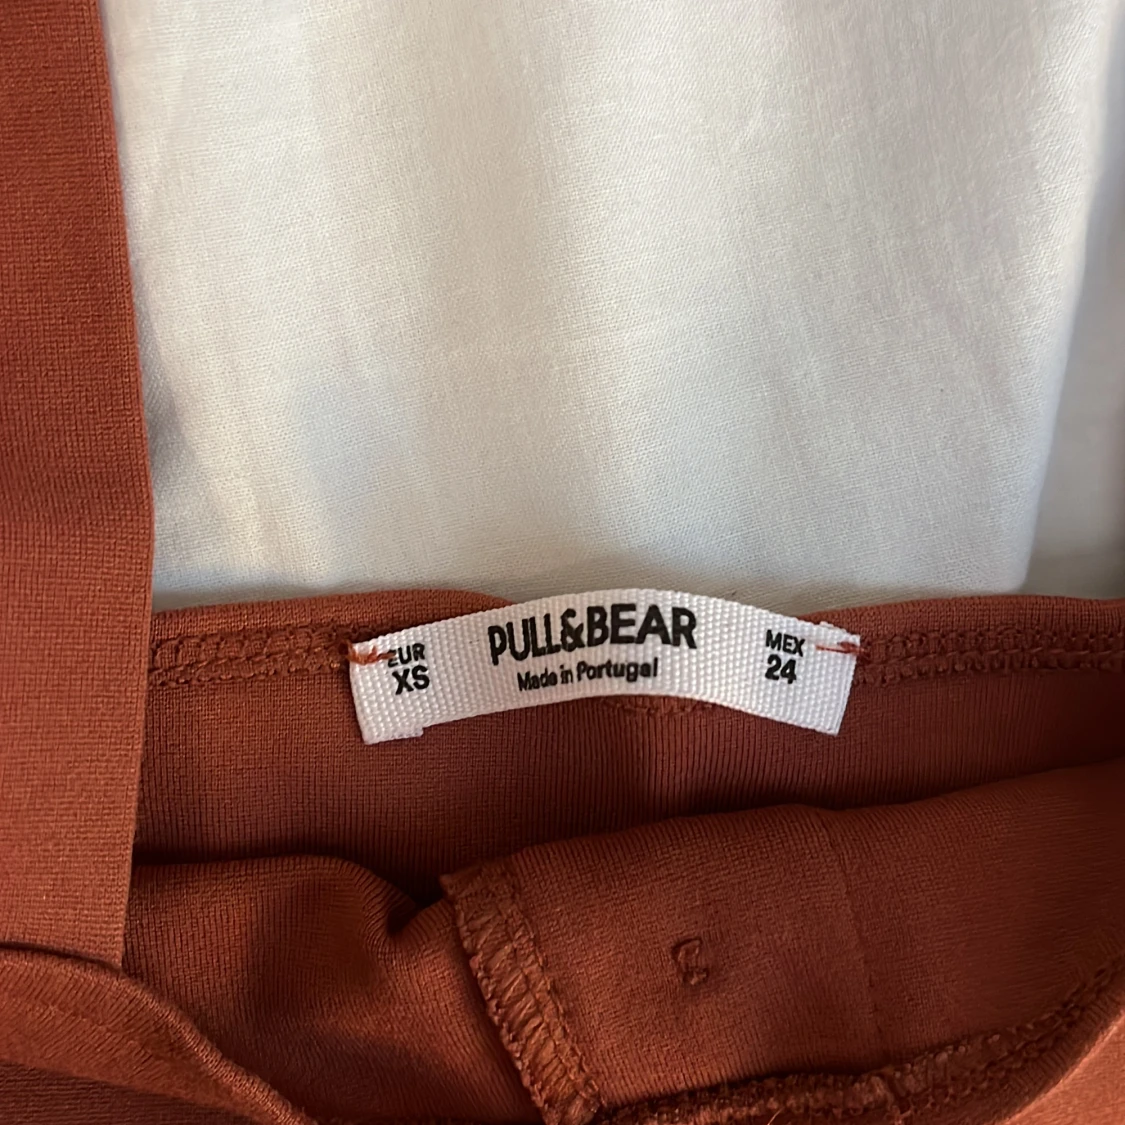 PULL&BEAR
Made in Portugal
EUR
XS
MEX
24